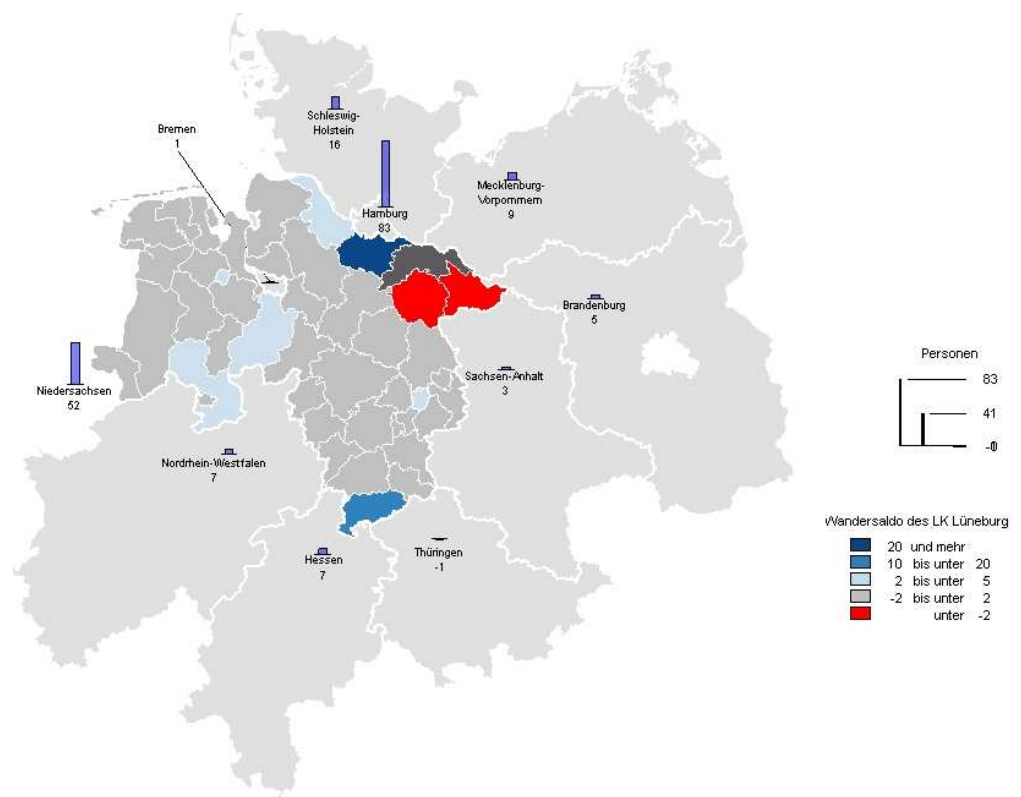 Schleswig-
Holstein
16
Bremen
1
Hamburg
83
Mecklenburg-
Vorpommern
9
Brandenburg
5
Niedersachsen
52
Sachsen-Anhalt
3
Nordrhein-Westfalen
7
Hessen
7
Thüringen
-1
Personen
83
41
Wandersaldo des LK Lüneburg
20 und mehr
10 bis unter 20
2 bis unter 5
-2 bis unter 2
unter -2